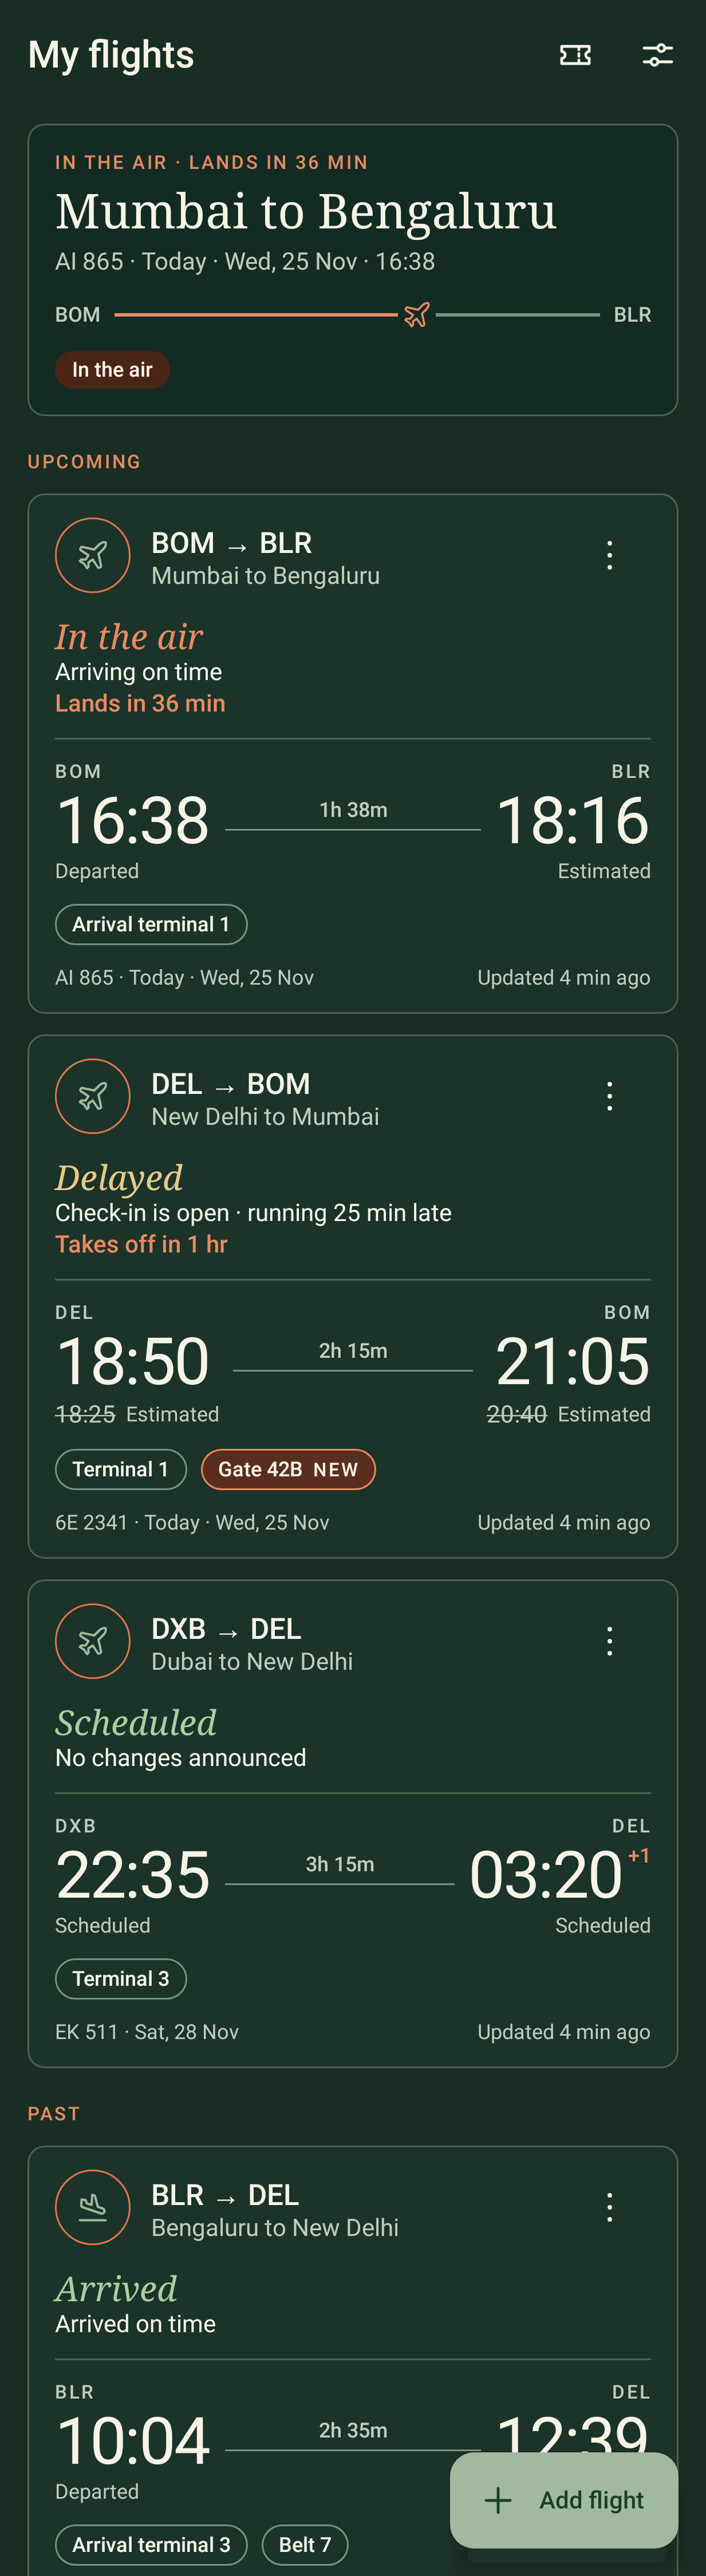 My flights
IN THE AIR · LANDS IN 36 MIN
Mumbai to Bengaluru
AI 865 · Today · Wed, 25 Nov · 16:38
BOM BLR
In the air
UPCOMING
BOM → BLR
Mumbai to Bengaluru
In the air
Arriving on time
Lands in 36 min
BOM BLR
16:38 1h 38m 18:16
Departed Estimated
Arrival terminal 1
AI 865 · Today · Wed, 25 Nov Updated 4 min ago
DEL → BOM
New Delhi to Mumbai
Delayed
Check-in is open · running 25 min late
Takes off in 1 hr
DEL BOM
18:50 2h 15m 21:05
18:25 Estimated 20:40 Estimated
Terminal 1 Gate 42B NEW
6E 2341 · Today · Wed, 25 Nov Updated 4 min ago
DXB → DEL
Dubai to New Delhi
Scheduled
No changes announced
DXB DEL
22:35 3h 15m 03:20 +1
Scheduled Scheduled
Terminal 3
EK 511 · Sat, 28 Nov Updated 4 min ago
PAST
BLR → DEL
Bengaluru to New Delhi
Arrived
Arrived on time
BLR DEL
10:04 2h 35m 12:39
Departed
Add flight
Arrival terminal 3 Belt 7